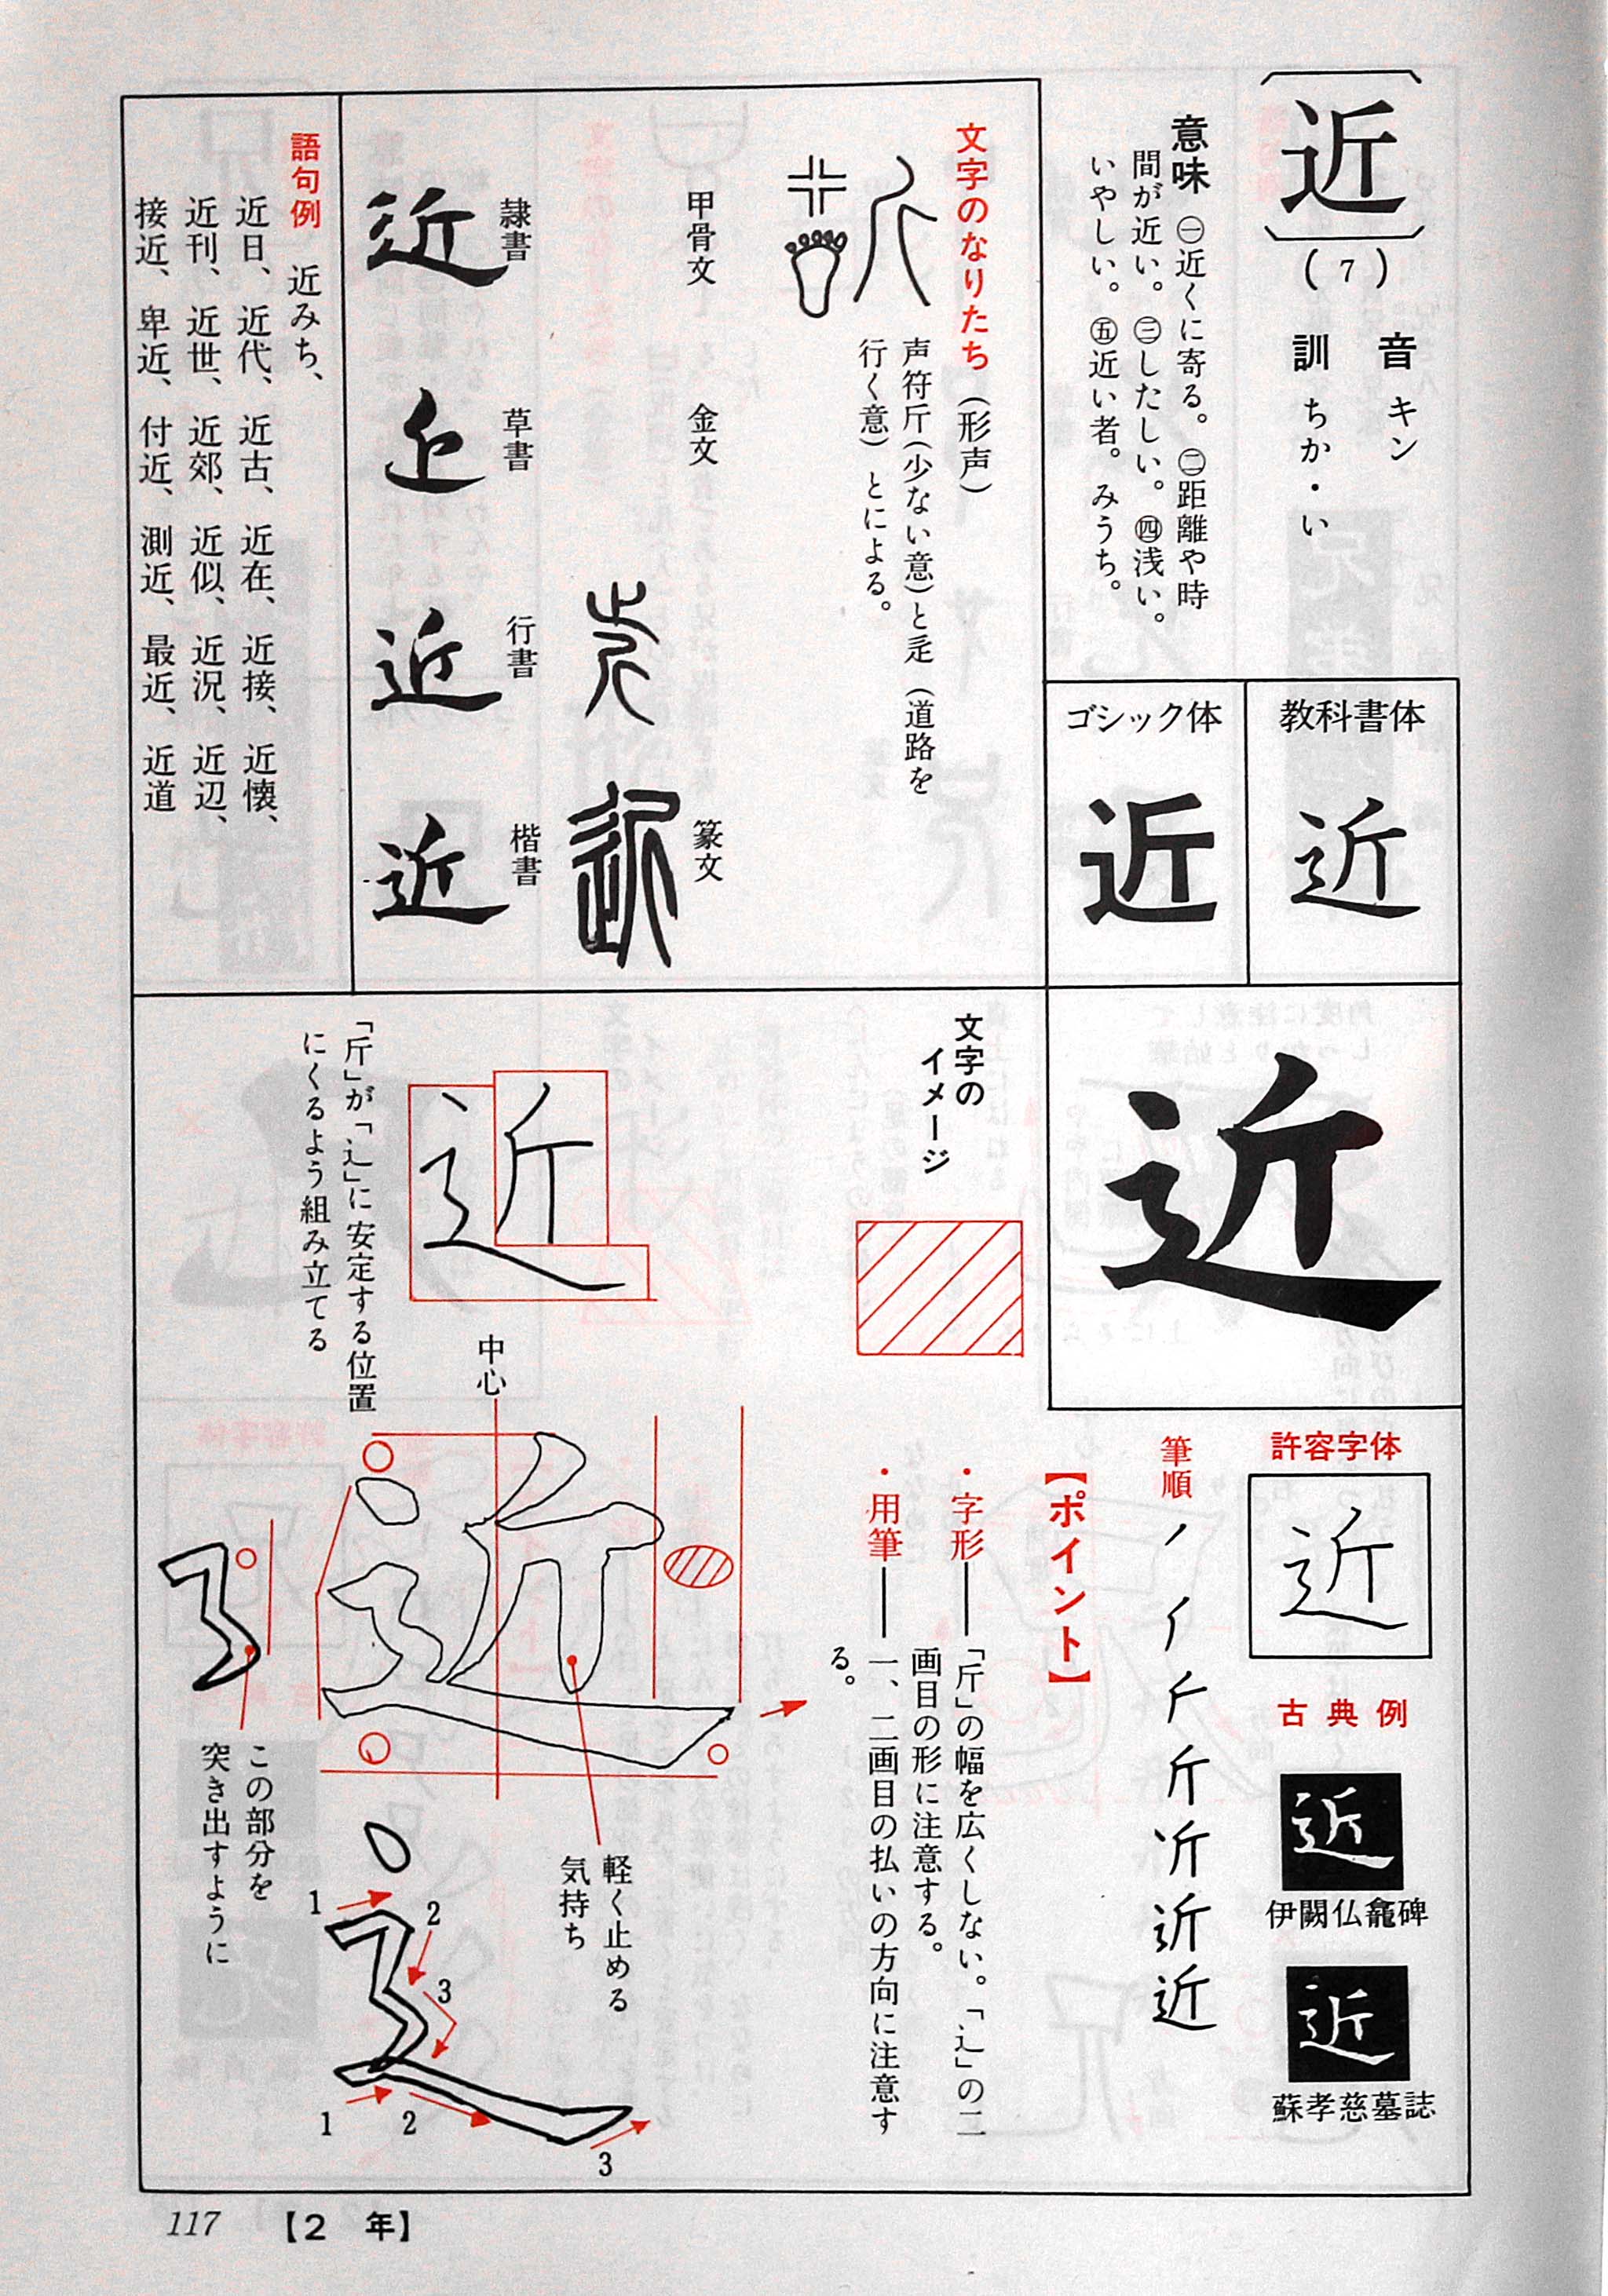 近
(7)
音 キン
訓 ちか・い
意味 ㊀近くに寄る。㊁距離や時
間が近い。㊂したしい。㊃浅い。
いやしい。㊄近い者。みうち。
教科書体
近
ゴシック体
近
文字のなりたち（形声）
声符斤(少ない意)と辵（道路を
行く意）とによる。
甲骨文
金文
篆文
隷書
近
草書
近
行書
近
楷書
近
語句例 近みち、
近日、近代、近古、近在、近接、近懐、
近刊、近世、近郊、近似、近況、近辺、
接近、卑近、付近、測近、最近、近道
近
許容字体
近
古典例
近
伊闕仏龕碑
近
蘇孝慈墓誌
筆順
近
【ポイント】
・字形――「斤」の幅を広くしない。「辶」の二
画目の形に注意する。
・用筆――一、二画目の払いの方向に注意す
る。
文字の
イメージ
近
「斤」が「辶」に安定する位置
にくるよう組み立てる
中心
近
軽く止める
気持ち
この部分を
突き出すように
1
2
3
1
2
3
117
【2 年】